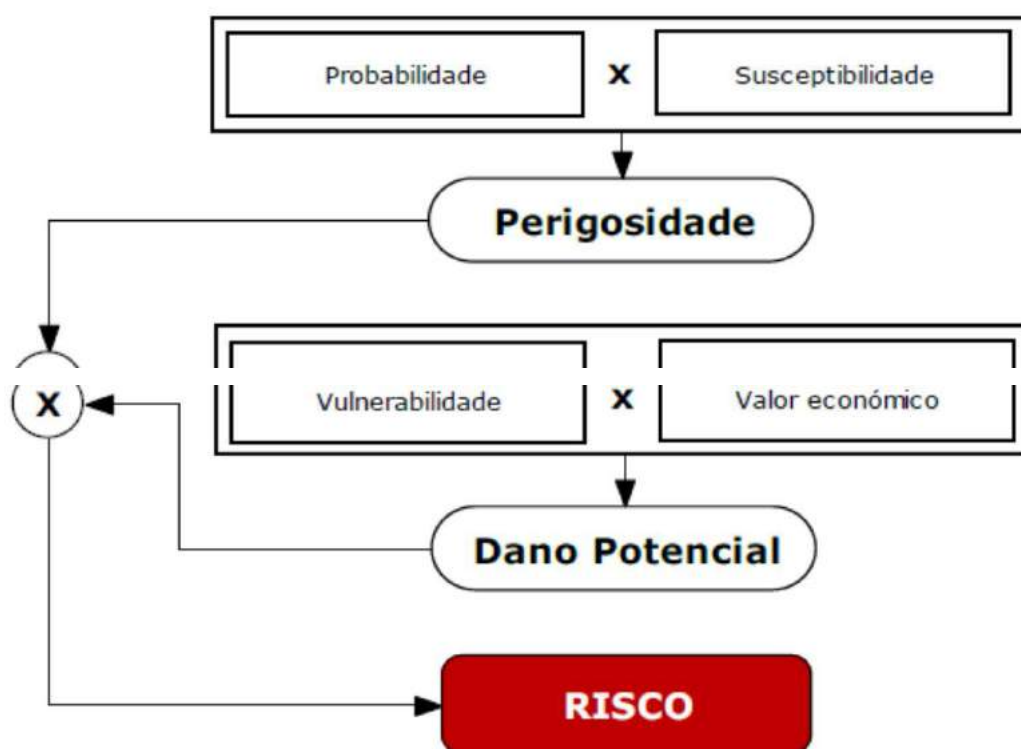 Probabilidade x Susceptibilidade
Perigosidade
Vulnerabilidade x Valor económico
X
Dano Potencial
RISCO